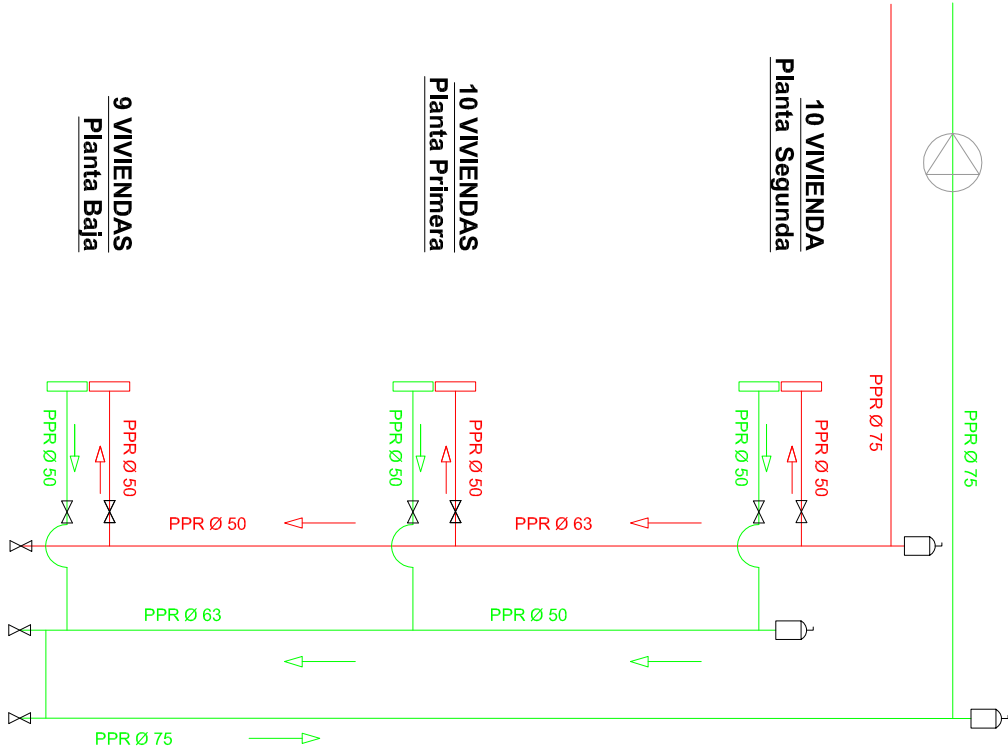 9 VIVIENDAS
Planta Baja
10 VIVIENDAS
Planta Primera
10 VIVIENDA
Planta Segunda
PPR Ø 75
PPR Ø 75
PPR Ø 50
PPR Ø 50
PPR Ø 50
PPR Ø 50
PPR Ø 50
PPR Ø 50
PPR Ø 50
PPR Ø 63
PPR Ø 63
PPR Ø 50
PPR Ø 75